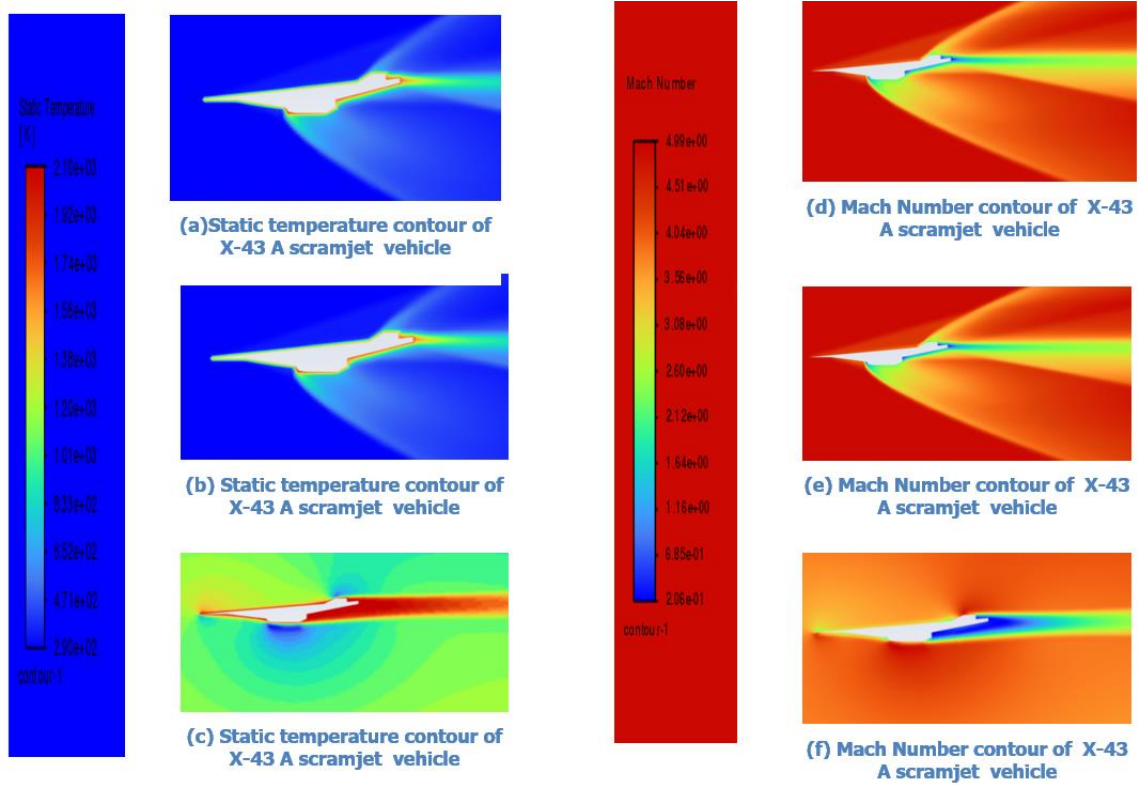 Static Temperature
[K]
2.10e+03
1.92e+03
1.74e+03
1.56e+03
1.38e+03
1.20e+03
1.01e+03
8.33e+02
6.52e+02
4.71e+02
2.90e+02
contour-1
(a)Static temperature contour of
X-43 A scramjet vehicle
(b) Static temperature contour of
X-43 A scramjet vehicle
(c) Static temperature contour of
X-43 A scramjet vehicle
Mach Number
4.99e+00
4.51e+00
4.04e+00
3.56e+00
3.08e+00
2.60e+00
2.12e+00
1.64e+00
1.16e+00
6.85e-01
2.06e-01
contour-1
(d) Mach Number contour of X-43
A scramjet vehicle
(e) Mach Number contour of X-43
A scramjet vehicle
(f) Mach Number contour of X-43
A scramjet vehicle